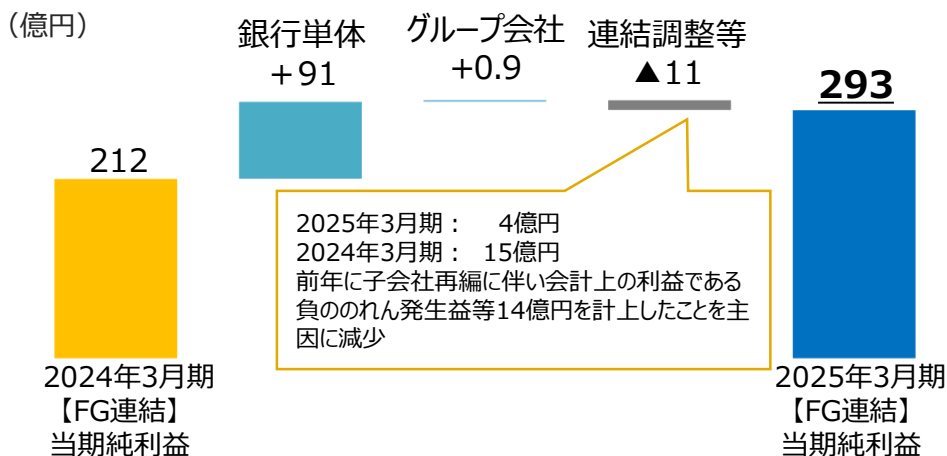 （億円）
銀行単体
＋91
グループ会社
+0.9
連結調整等
▲11
293
212
2025年3月期： 4億円
2024年3月期： 15億円
前年に子会社再編に伴い会計上の利益である
負ののれん発生益等14億円を計上したことを主
因に減少
2024年3月期
【FG連結】
当期純利益
2025年3月期
【FG連結】
当期純利益